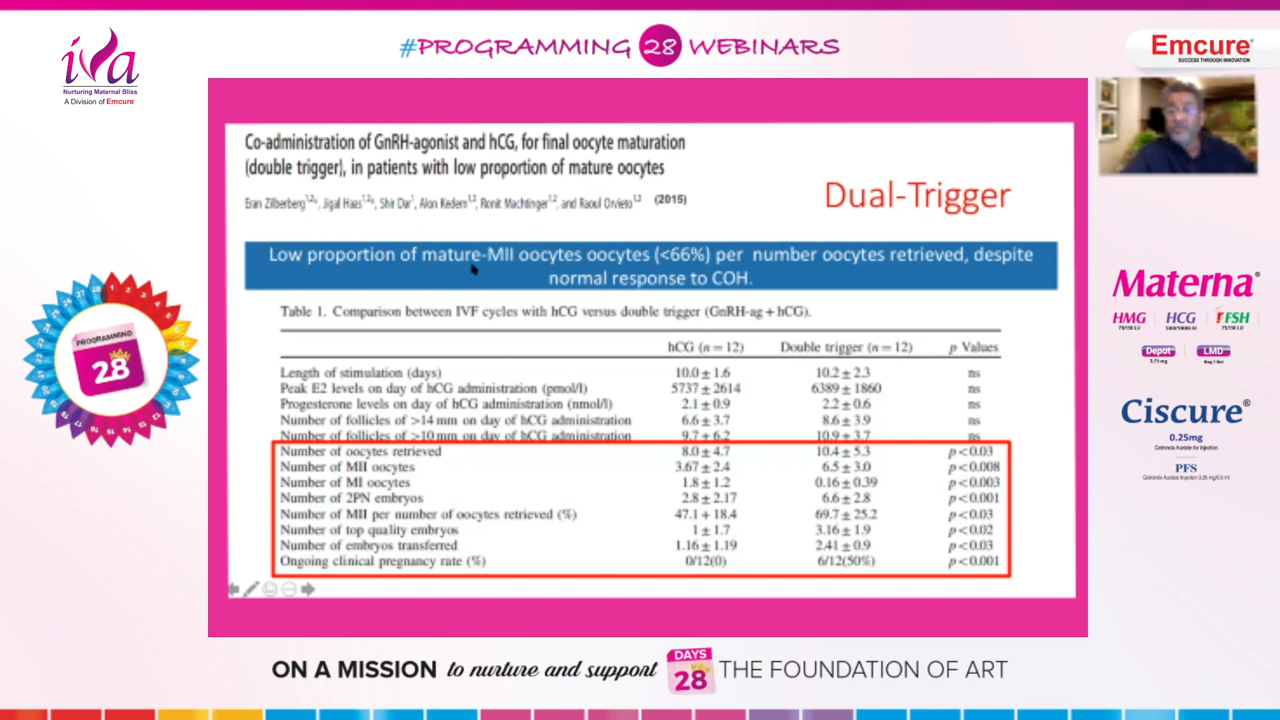 iva
Nurturing Maternal Bliss
A Division of Emcure
#PROGRAMMING 28 WEBINARS
Emcure®
SUCCESS THROUGH INNOVATION
Co-administration of GnRH-agonist and hCG, for final oocyte maturation
(double trigger), in patients with low proportion of mature oocytes
Eran Zilberberg, Jigal Haas, Shir Dar, Alon Kedem, Ronit Machtinger, and Raoul Orvieto (2015)
Dual-Trigger
Low proportion of mature-MII oocytes oocytes (<66%) per number oocytes retrieved, despite
normal response to COH.
Table 1. Comparison between IVF cycles with hCG versus double trigger (GnRH-ag + hCG).
hCG (n = 12) Double trigger (n = 12) p Values
Length of stimulation (days) 10.0 ± 1.6 10.2 ± 2.3 ns
Peak E2 levels on day of hCG administration (pmol/l) 5737 ± 2614 6389 ± 1860 ns
Progesterone levels on day of hCG administration (nmol/l) 2.1 ± 0.9 2.2 ± 0.6 ns
Number of follicles of >14 mm on day of hCG administration 6.6 ± 3.7 8.6 ± 3.9 ns
Number of follicles of >10 mm on day of hCG administration 9.7 ± 6.2 10.9 ± 3.7 ns
Number of oocytes retrieved 8.0 ± 4.7 10.4 ± 5.3 p < 0.03
Number of MII oocytes 3.67 ± 2.4 6.5 ± 3.0 p < 0.008
Number of MI oocytes 1.8 ± 1.2 0.16 ± 0.39 p < 0.003
Number of 2PN embryos 2.8 ± 2.17 6.6 ± 2.8 p < 0.001
Number of MII per number of oocytes retrieved (%) 47.1 ± 18.4 69.7 ± 25.2 p < 0.03
Number of top quality embryos 1 ± 1.7 3.16 ± 1.9 p < 0.02
Number of embryos transferred 1.16 ± 1.19 2.41 ± 0.9 p < 0.03
Ongoing clinical pregnancy rate (%) 0/12(0) 6/12(50%) p < 0.001
PROGRAMMING
28
Materna®
HMG HCG rFSH
Depot LMD
Ciscure®
0.25mg
Cetrorelix Acetate for Injection
PFS
ON A MISSION to nurture and support DAYS 28 THE FOUNDATION OF ART